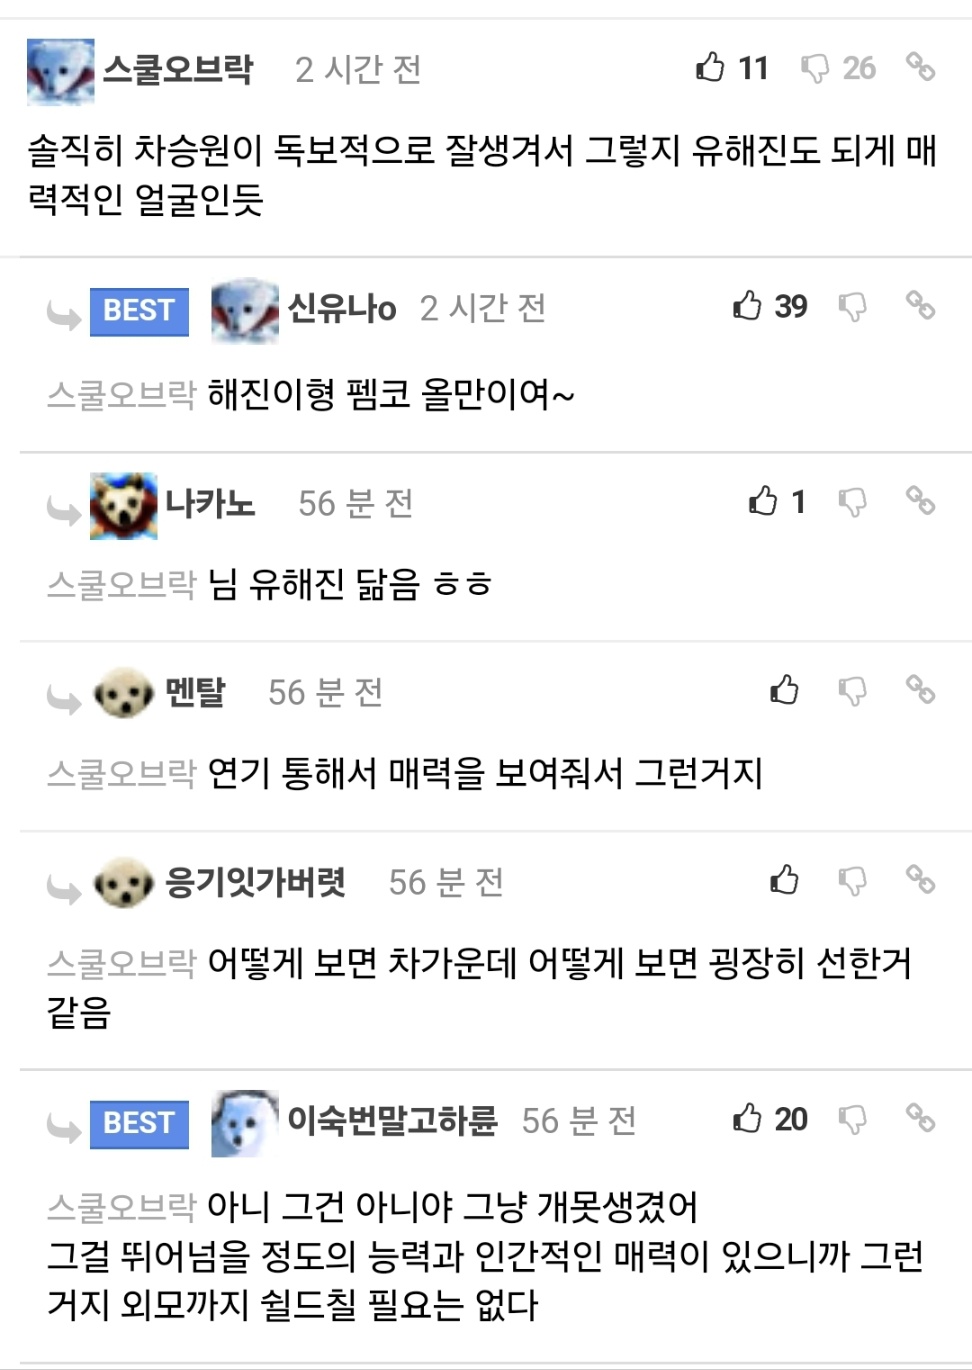 스쿨오브락 2 시간 전 11 26
솔직히 차승원이 독보적으로 잘생겨서 그렇지 유해진도 되게 매
력적인 얼굴인듯
BEST 신유나o 2 시간 전 39
스쿨오브락 해진이형 펨코 올만이여~
나카노 56 분 전 1
스쿨오브락 님 유해진 닮음 ㅎㅎ
멘탈 56 분 전
스쿨오브락 연기 통해서 매력을 보여줘서 그런거지
응기잇가버렷 56 분 전
스쿨오브락 어떻게 보면 차가운데 어떻게 보면 굉장히 선한거
같음
BEST 이숙번말고하륜 56 분 전 20
스쿨오브락 아니 그건 아니야 그냥 개못생겼어
그걸 뛰어넘을 정도의 능력과 인간적인 매력이 있으니까 그런
거지 외모까지 쉴드칠 필요는 없다